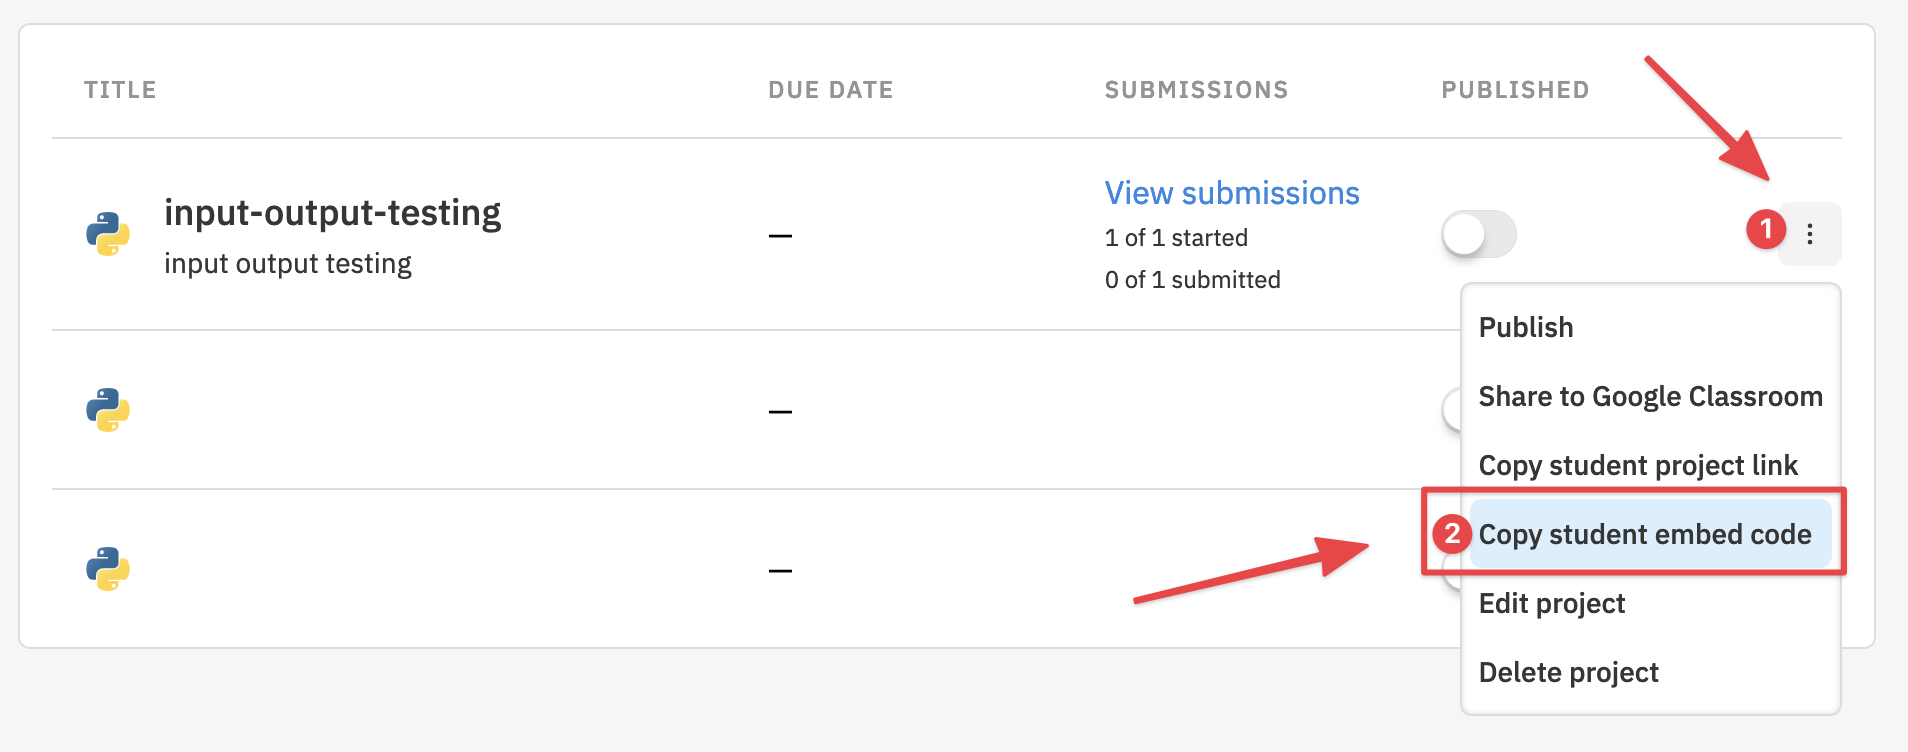 TITLE DUE DATE SUBMISSIONS PUBLISHED
input-output-testing
input output testing
—
View submissions
1 of 1 started
0 of 1 submitted
1
Publish
Share to Google Classroom
—
Copy student project link
2 Copy student embed code
—
Edit project
Delete project